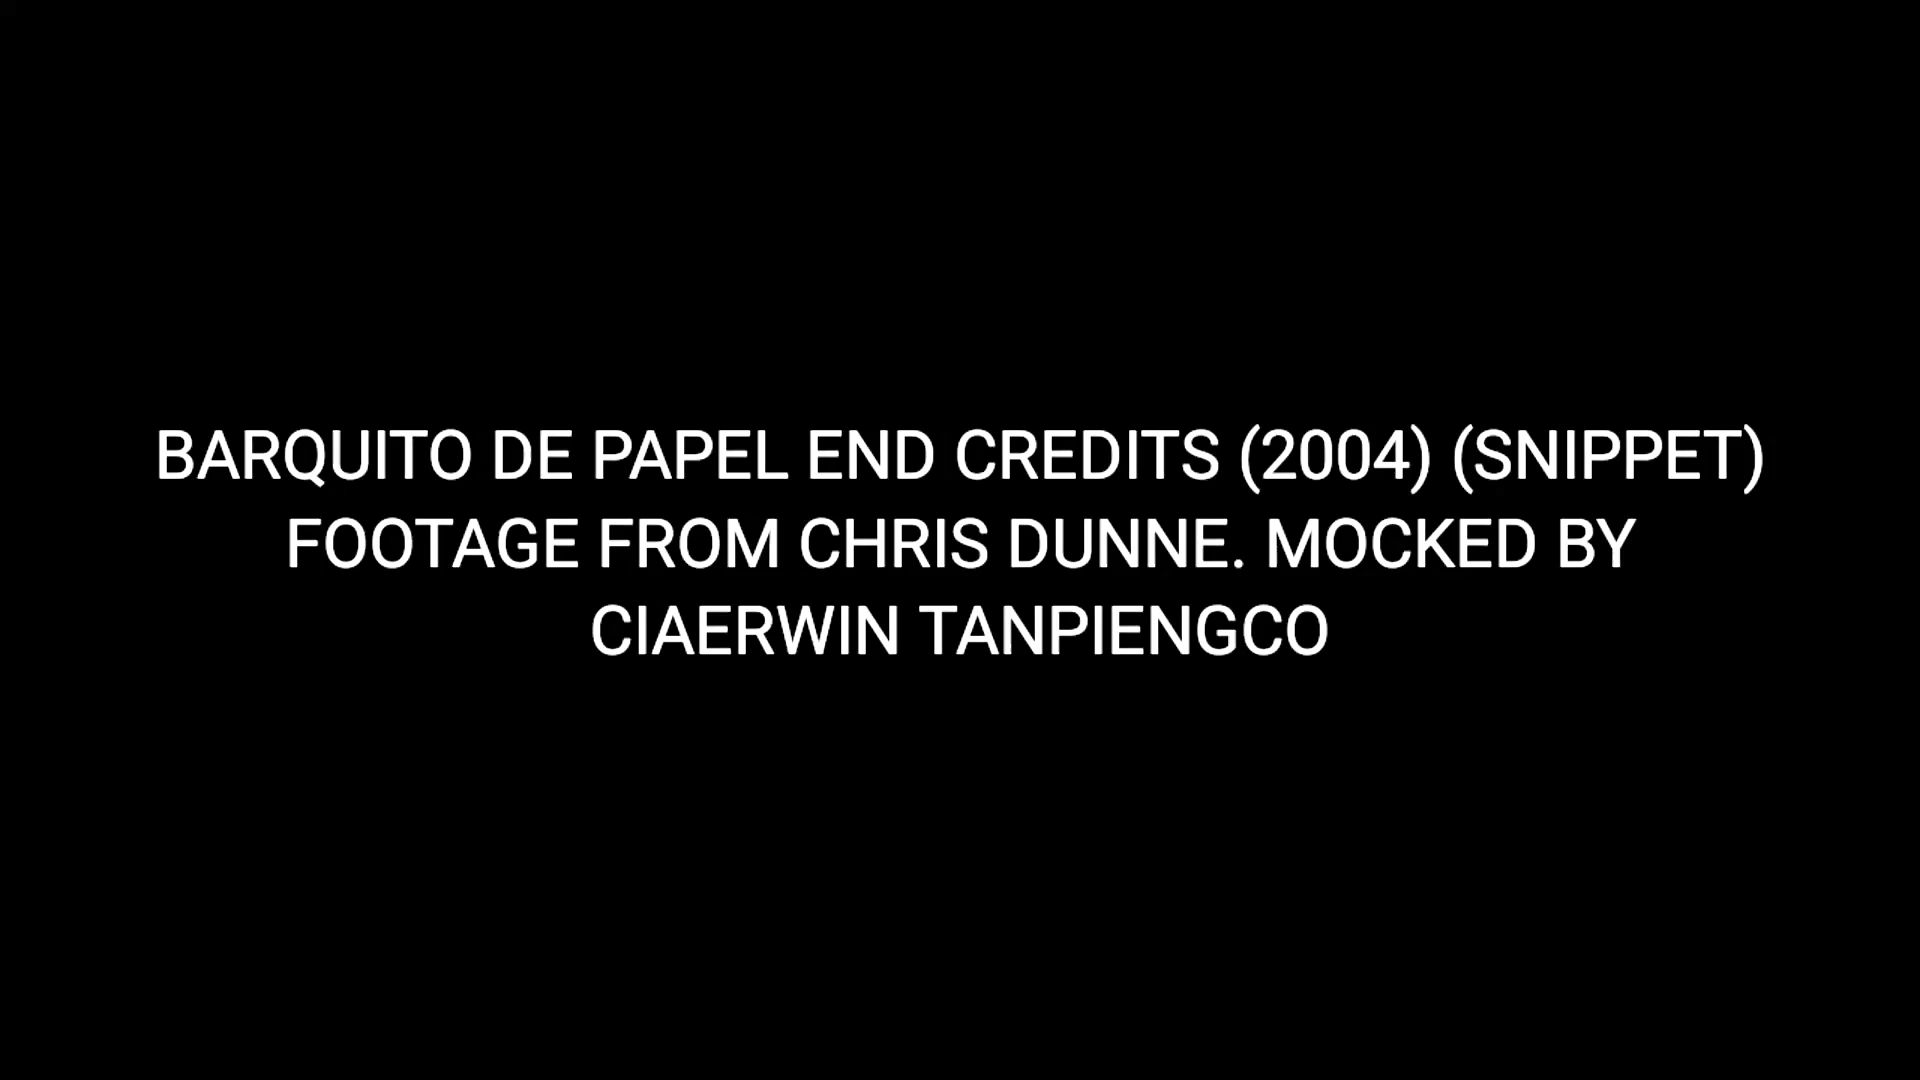 BARQUITO DE PAPEL END CREDITS (2004) (SNIPPET)
FOOTAGE FROM CHRIS DUNNE. MOCKED BY
CIAERWIN TANPIENGCO